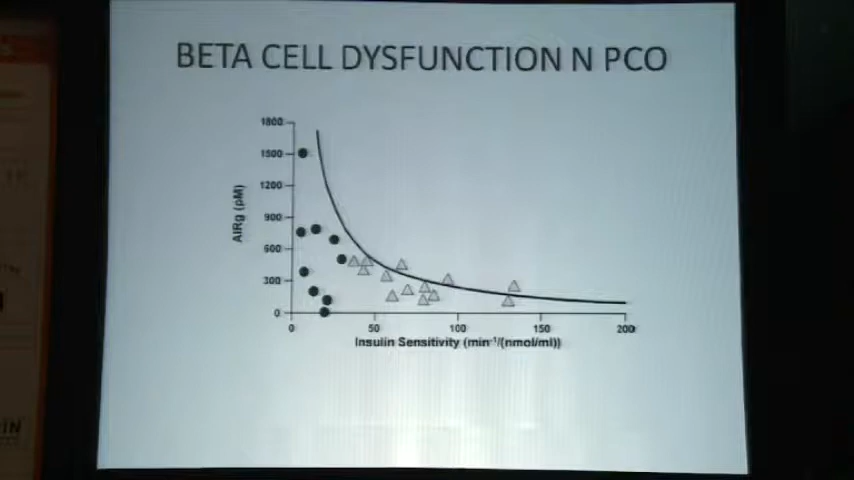 BETA CELL DYSFUNCTION N PCO
1800
1500
1200
900
600
300
0
AIRg (pM)
0 50 100 150 200
Insulin Sensitivity (min⁻¹/(nmol/ml))